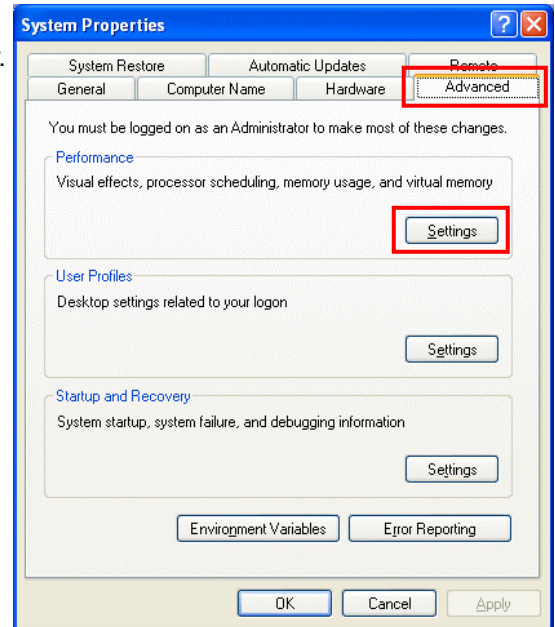 System Properties
System Restore Automatic Updates Remote
General Computer Name Hardware Advanced
You must be logged on as an Administrator to make most of these changes.
Performance
Visual effects, processor scheduling, memory usage, and virtual memory
Settings
User Profiles
Desktop settings related to your logon
Settings
Startup and Recovery
System startup, system failure, and debugging information
Settings
Environment Variables Error Reporting
OK Cancel Apply